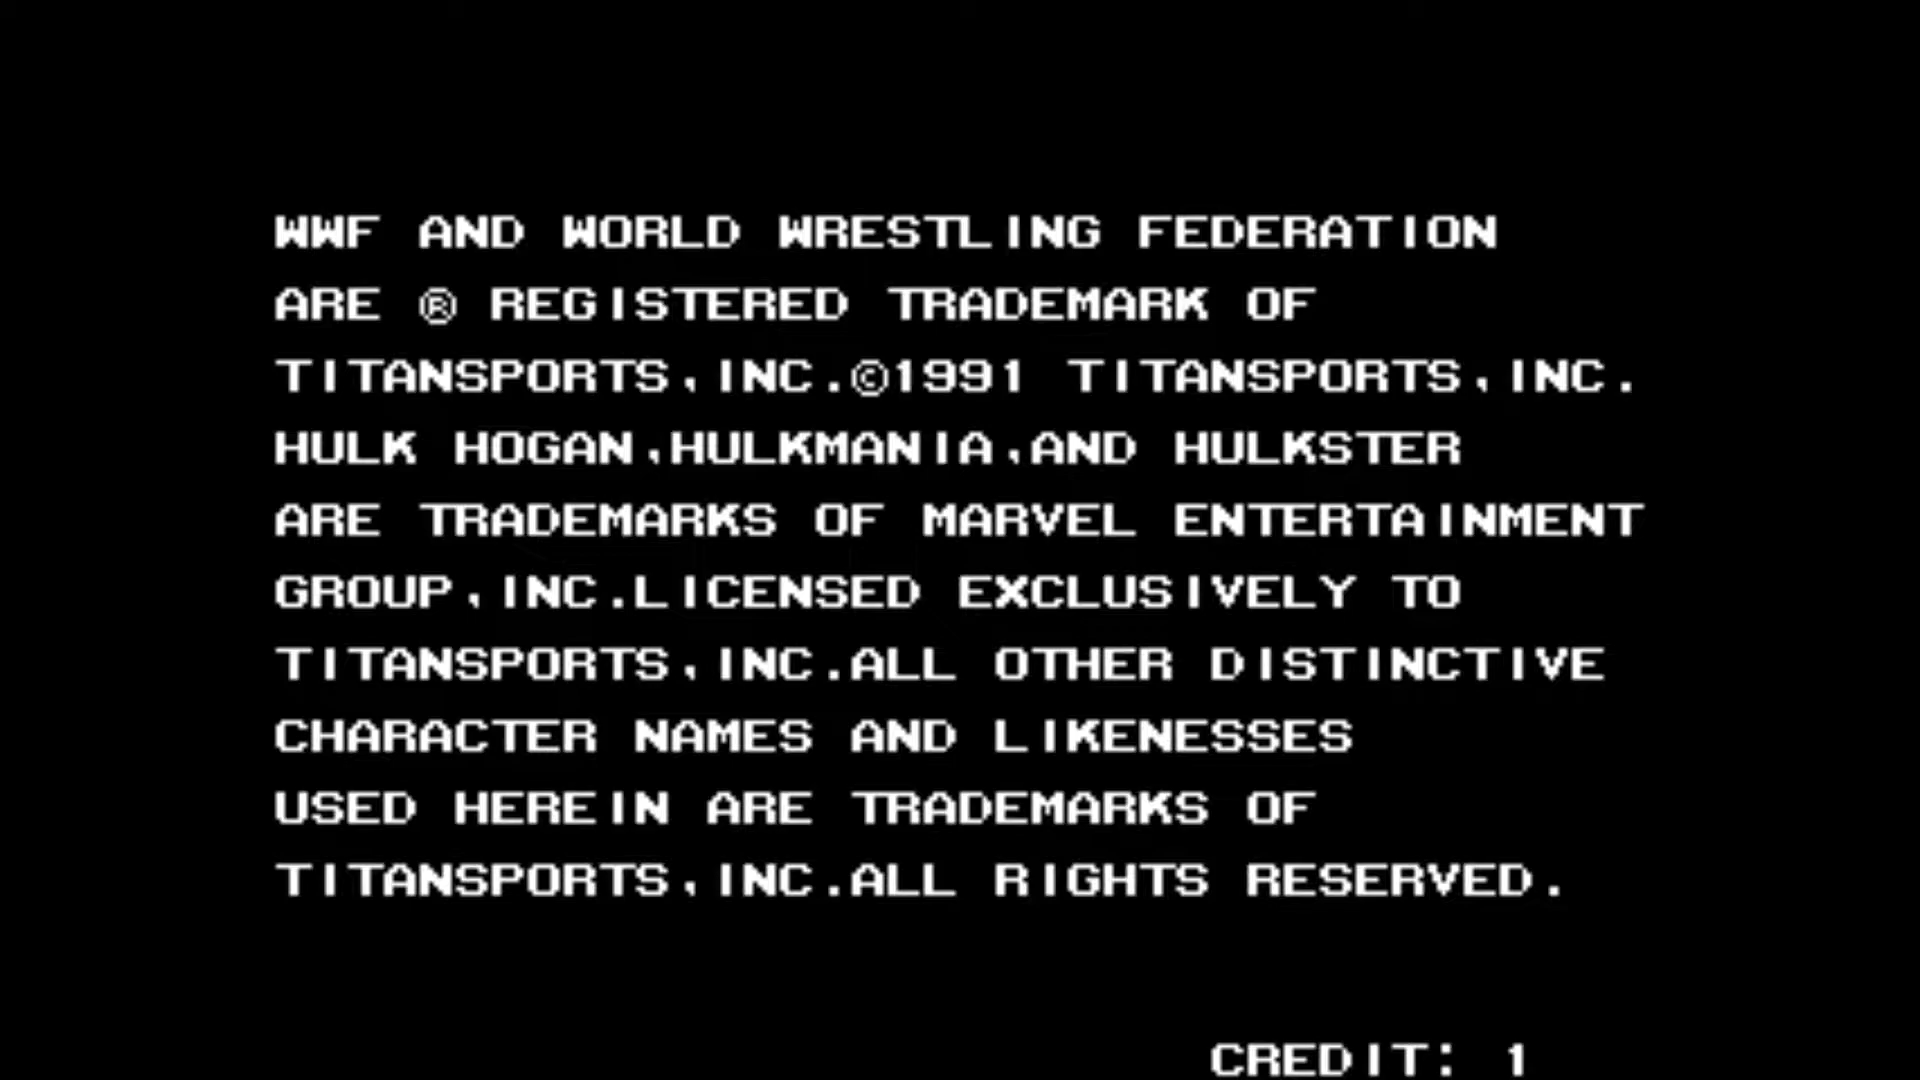 WWF AND WORLD WRESTLING FEDERATION
ARE ® REGISTERED TRADEMARK OF
TITANSPORTS,INC.©1991 TITANSPORTS,INC.
HULK HOGAN,HULKMANIA,AND HULKSTER
ARE TRADEMARKS OF MARVEL ENTERTAINMENT
GROUP,INC.LICENSED EXCLUSIVELY TO
TITANSPORTS,INC.ALL OTHER DISTINCTIVE
CHARACTER NAMES AND LIKENESSES
USED HEREIN ARE TRADEMARKS OF
TITANSPORTS,INC.ALL RIGHTS RESERVED.
CREDIT: 1